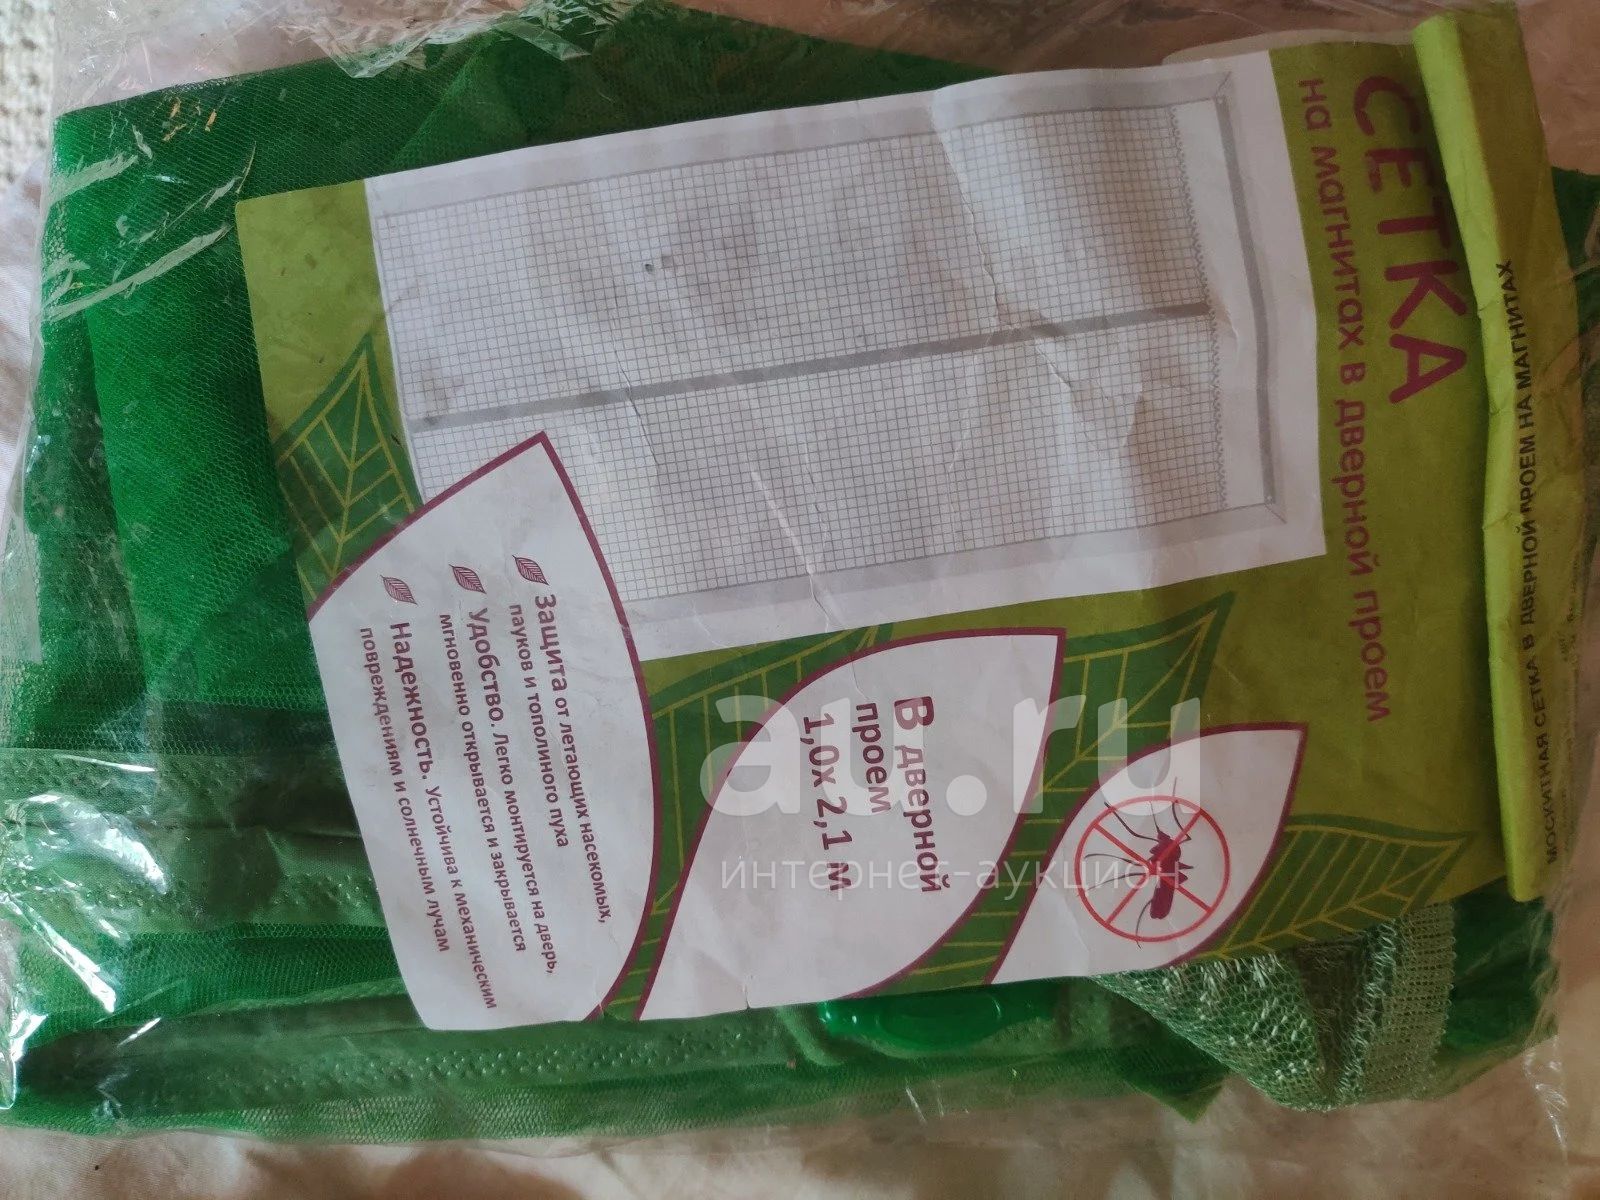 СЕТКА
на магнитах в дверной проем
МОСКИТНАЯ СЕТКА В ДВЕРНОЙ ПРОЕМ НА МАГНИТАХ
Защита от летающих насекомых,
пауков и тополиного пуха
Удобство. Легко монтируется на дверь,
мгновенно открывается и закрывается
Надежность. Устойчива к механическим
повреждениям и солнечным лучам
В дверной
проем
1,0х 2,1 м
au.ru
интернет-аукцион